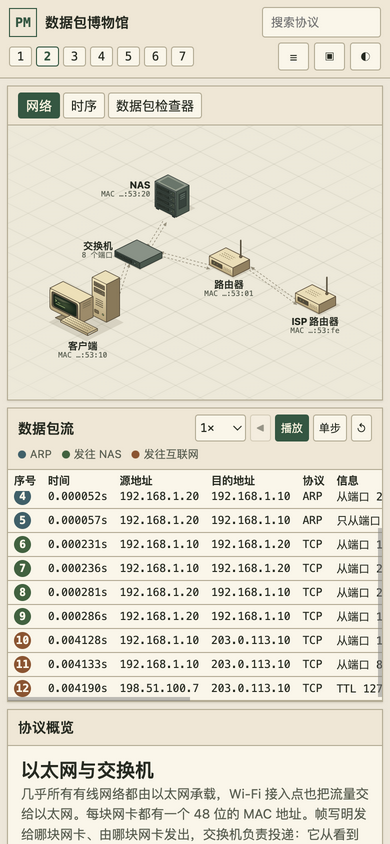 PM 数据包博物馆 搜索协议
1 2 3 4 5 6 7 ≡ ▣ ◐
网络 时序 数据包检查器
NAS
MAC …:53:20
交换机
8 个端口
路由器
MAC …:53:01
ISP 路由器
MAC …:53:fe
客户端
MAC …:53:10
数据包流 1× ◀ 播放 单步 ↺
ARP 发往 NAS 发往互联网
序号 时间 源地址 目的地址 协议 信息
4 0.000052s 192.168.1.20 192.168.1.10 ARP 从端口 2
5 0.000057s 192.168.1.20 192.168.1.10 ARP 只从端口
6 0.000231s 192.168.1.10 192.168.1.20 TCP 从端口 1
7 0.000236s 192.168.1.10 192.168.1.20 TCP 从端口 2
8 0.000281s 192.168.1.20 192.168.1.10 TCP 从端口 2
9 0.000286s 192.168.1.20 192.168.1.10 TCP 从端口 1
10 0.004128s 192.168.1.10 203.0.113.10 TCP 从端口 1
11 0.004133s 192.168.1.10 203.0.113.10 TCP 从端口 8
12 0.004190s 198.51.100.7 203.0.113.10 TCP TTL 127
协议概览
以太网与交换机
几乎所有有线网络都由以太网承载，Wi-Fi 接入点也把流量交
给以太网。每块网卡都有一个 48 位的 MAC 地址。帧写明发
给哪块网卡、由哪块网卡发出，交换机负责投递：它从看到